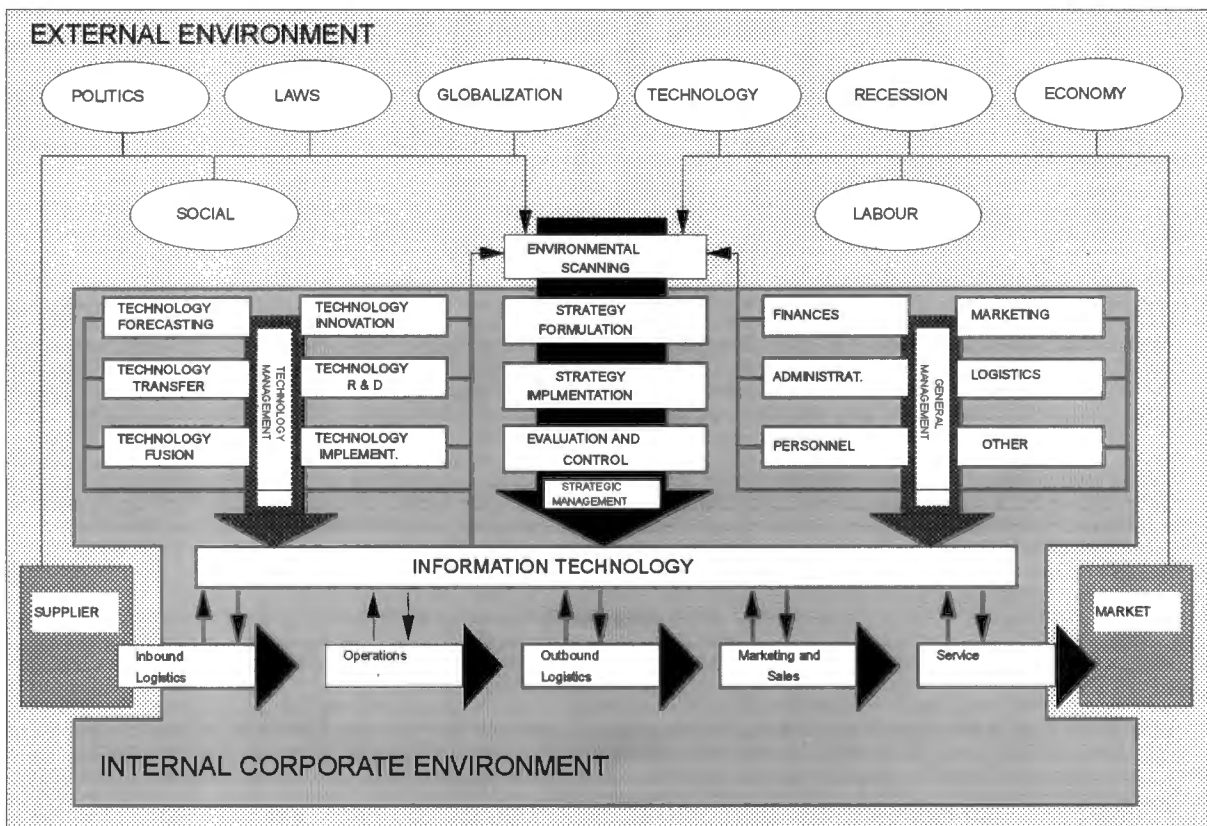 EXTERNAL ENVIRONMENT
POLITICS
LAWS
GLOBALIZATION
TECHNOLOGY
RECESSION
ECONOMY
SOCIAL
LABOUR
ENVIRONMENTAL
SCANNING
TECHNOLOGY
FORECASTING
TECHNOLOGY
INNOVATION
TECHNOLOGY
TRANSFER
TECHNOLOGY
R & D
TECHNOLOGY
FUSION
TECHNOLOGY
IMPLEMENT.
TECHNOLOGY
MANAGEMENT
STRATEGY
FORMULATION
STRATEGY
IMPLMENTATION
EVALUATION AND
CONTROL
STRATEGIC
MANAGEMENT
FINANCES
MARKETING
ADMINISTRAT.
LOGISTICS
PERSONNEL
OTHER
GENERAL
MANAGEMENT
INFORMATION TECHNOLOGY
SUPPLIER
MARKET
Inbound
Logistics
Operations
Outbound
Logistics
Marketing and
Sales
Service
INTERNAL CORPORATE ENVIRONMENT